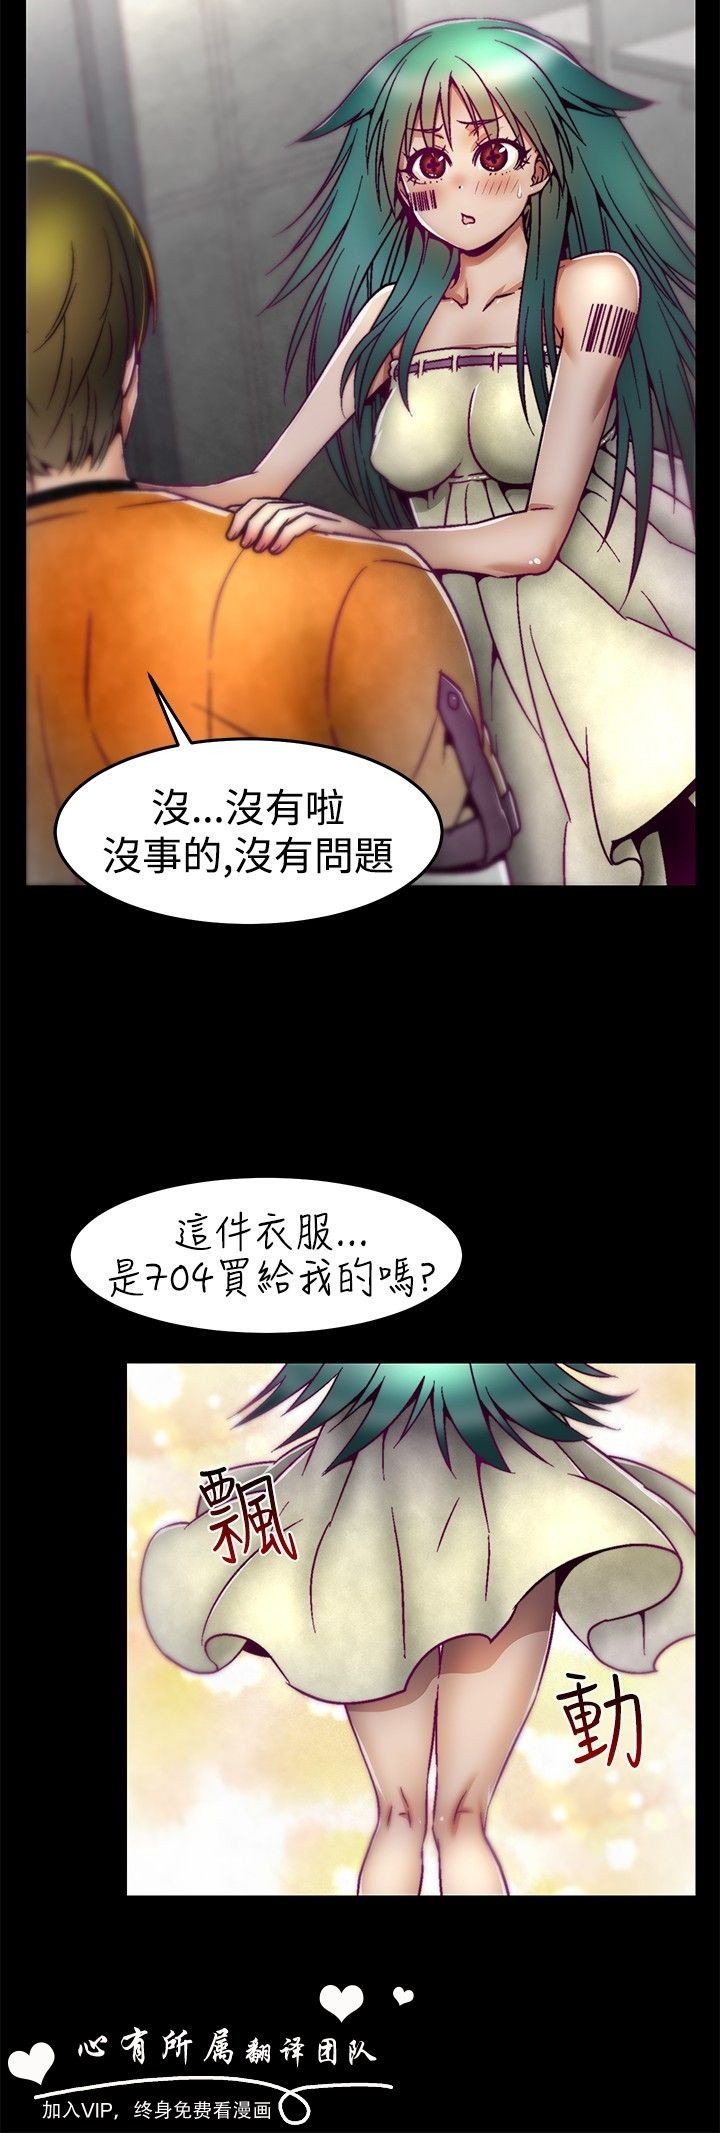 沒...沒有啦
沒事的,沒有問題
這件衣服...
是704買給我的嗎?
飄
動
心有所属翻译团队
加入VIP，终身免费看漫画